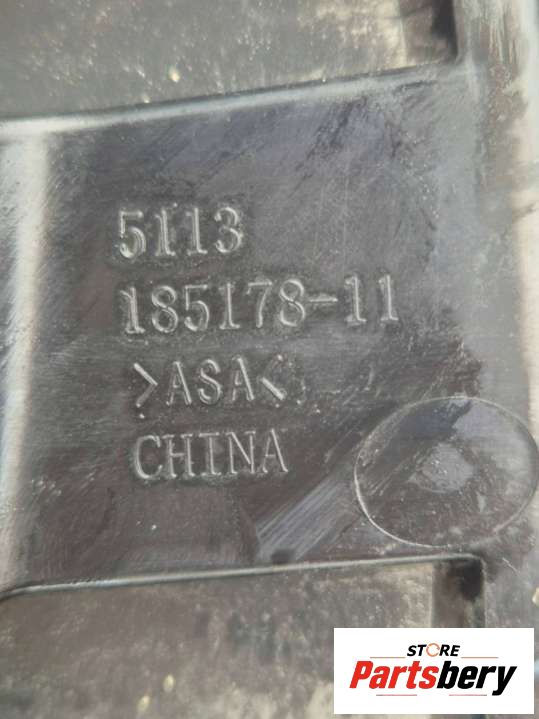 5113
185178-11
>ASA<
CHINA
STORE
Partsbery